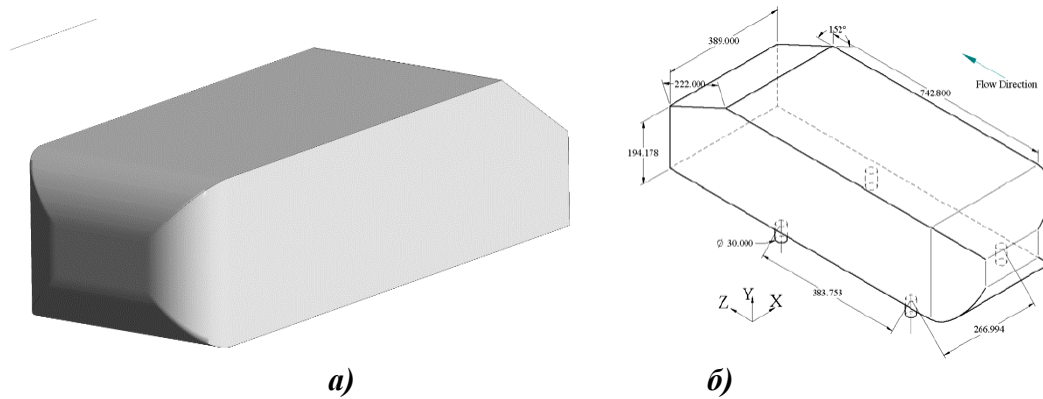 152°
389.000
222.000
742.800
Flow Direction
194.178
Ø 30.000
383.753
Z Y X
266.994
а) б)